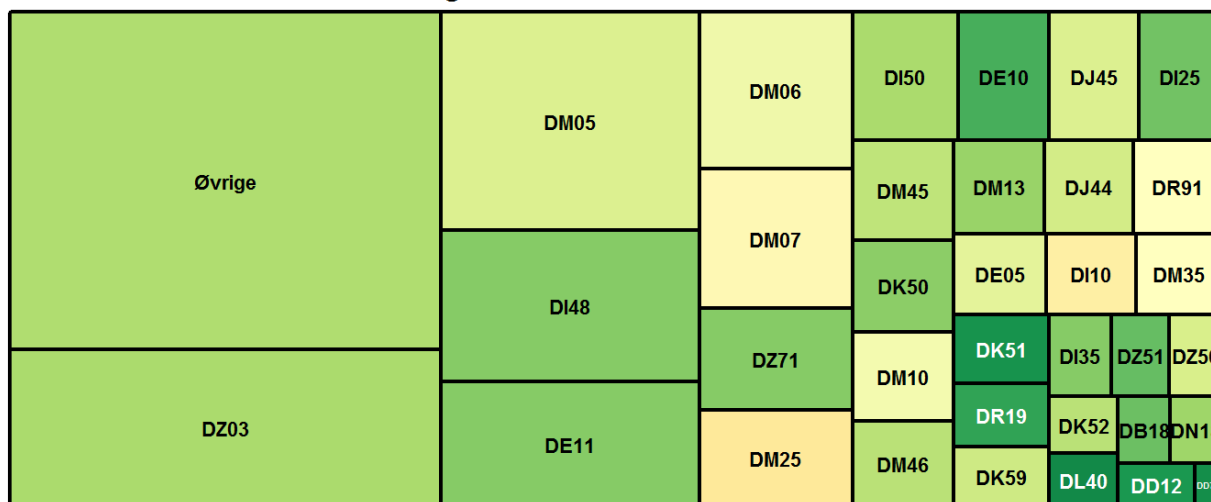 Øvrige
DZ03
DM05
DI48
DE11
DM06
DM07
DZ71
DM25
DI50
DE10
DJ45
DI25
DM45
DM13
DJ44
DR91
DK50
DE05
DI10
DM35
DM10
DK51
DI35
DZ51
DR19
DK52
DB18
DM46
DK59
DL40
DD12